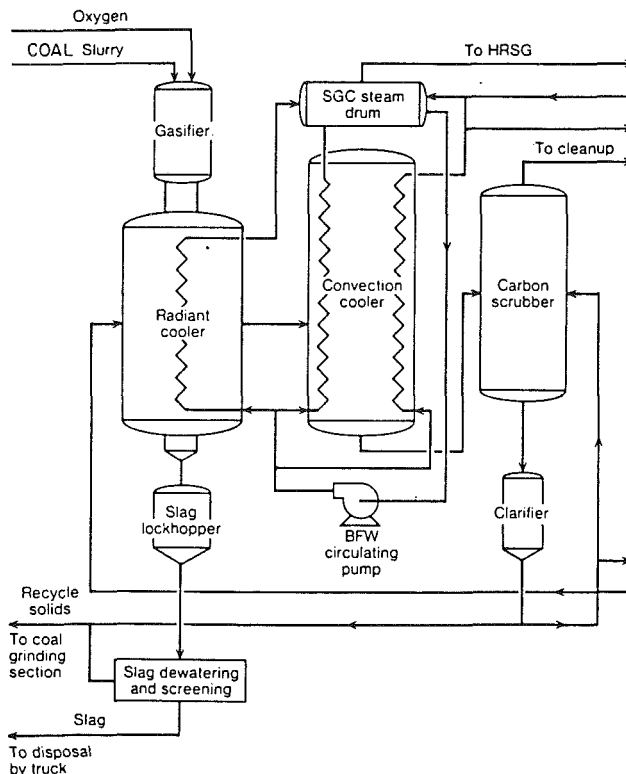 Oxygen
COAL Slurry
To HRSG
SGC steam
drum
Gasifier
To cleanup
Convection
cooler
Carbon
scrubber
Radiant
cooler
Slag
lockhopper
BFW
circulating
pump
Clarifier
Recycle
solids
To coal
grinding
section
Slag dewatering
and screening
Slag
To disposal
by truck